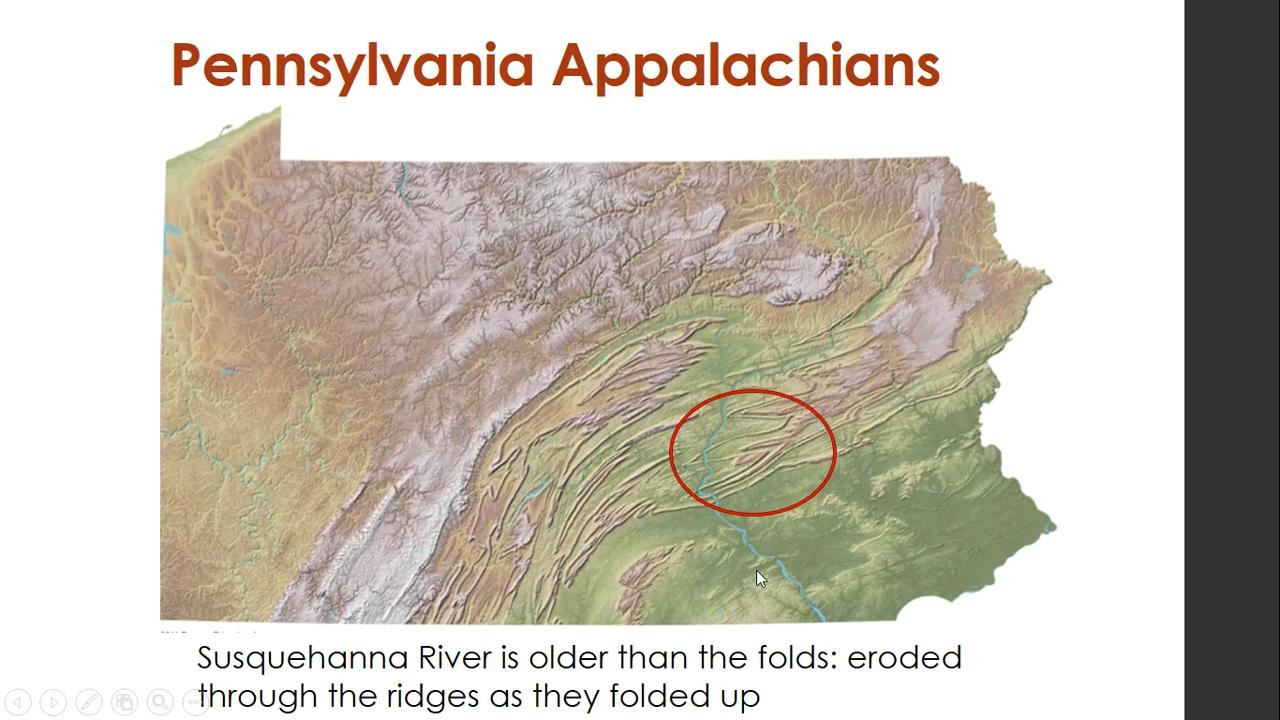 Pennsylvania Appalachians
Susquehanna River is older than the folds: eroded
through the ridges as they folded up